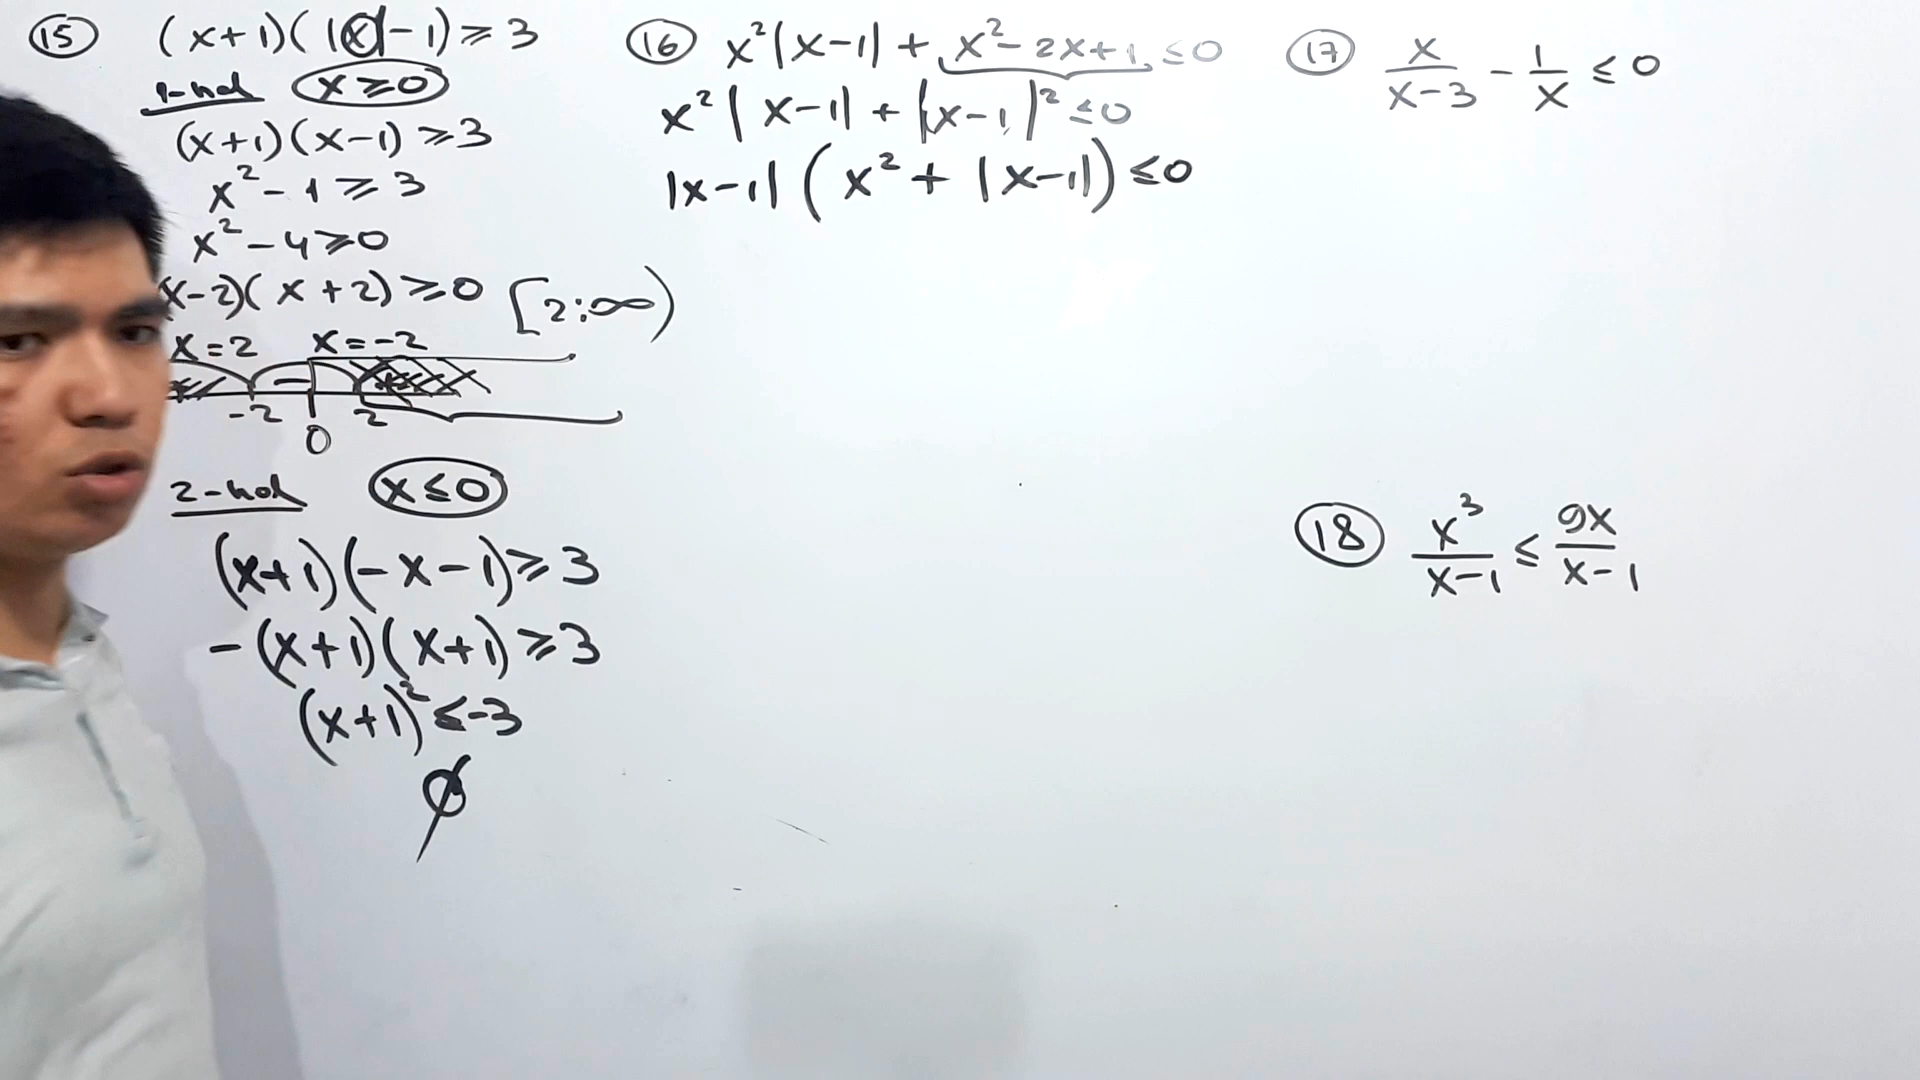 (15) (x+1)(|x|-1) ≥ 3
1-hol x ≥ 0
(x+1)(x-1) ≥ 3
x² - 1 ≥ 3
x² - 4 ≥ 0
x-2)(x+2) ≥ 0 [2;∞)
x=2 x=-2
-2 0 2
2-hol x ≤ 0
(x+1)(-x-1) ≥ 3
-(x+1)(x+1) ≥ 3
(x+1)² ≤ -3
∅
(16) x²|x-1| + x² - 2x + 1 ≤ 0
x²|x-1| + |x-1|² ≤ 0
|x-1|(x² + |x-1|) ≤ 0
(17) x/(x-3) - 1/x ≤ 0
(18) x³/(x-1) ≤ 9x/(x-1)